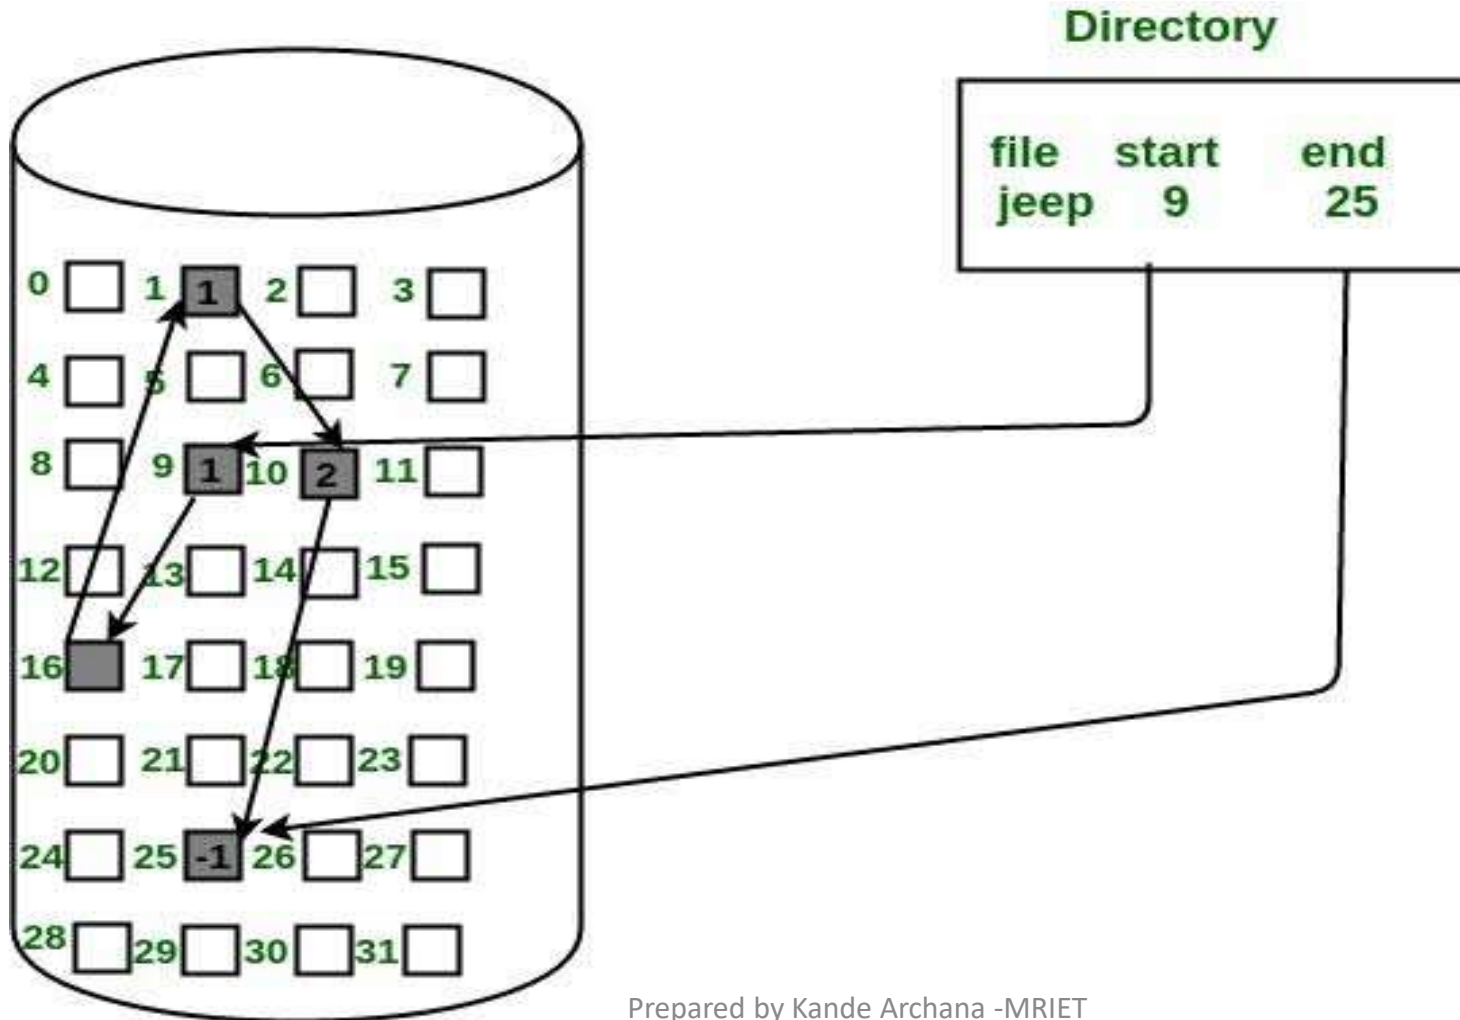 Directory
file start end
jeep 9 25
0 1 1 2 3
4 5 6 7
8 9 1 10 2 11
12 13 14 15
16 17 18 19
20 21 22 23
24 25 -1 26 27
28 29 30 31
Prepared by Kande Archana -MRIET